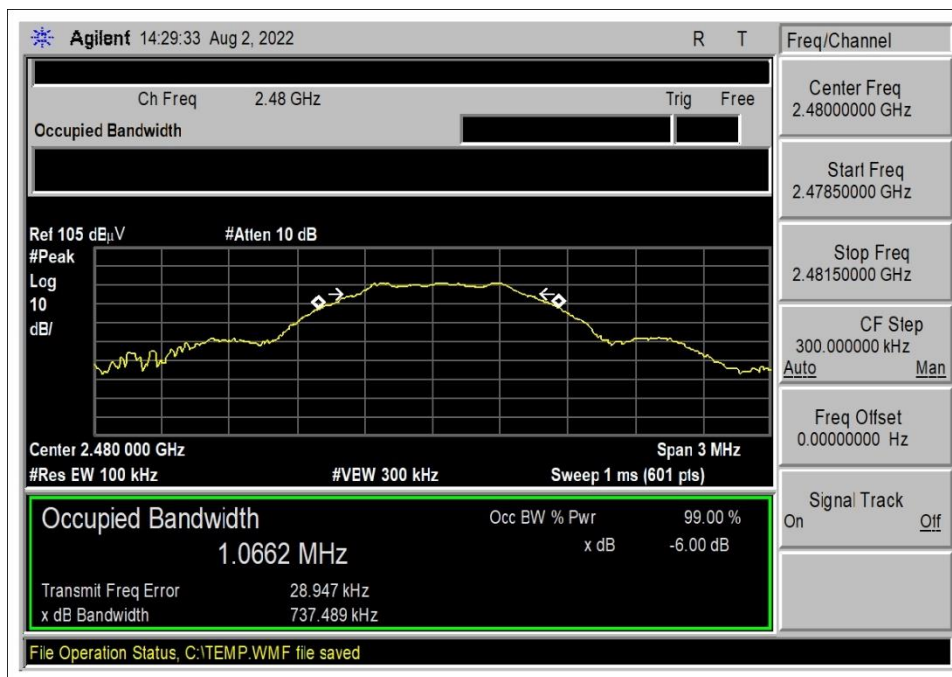 Agilent 14:29:33 Aug 2, 2022 R T
Ch Freq 2.48 GHz Trig Free
Occupied Bandwidth
Ref 105 dBµV #Atten 10 dB
#Peak
Log
10
dB/
Center 2.480 000 GHz Span 3 MHz
#Res EW 100 kHz #VBW 300 kHz Sweep 1 ms (601 pts)
Occupied Bandwidth Occ BW % Pwr 99.00 %
1.0662 MHz x dB -6.00 dB
Transmit Freq Error 28.947 kHz
x dB Bandwidth 737.489 kHz
File Operation Status, C:\TEMP.WMF file saved
Freq/Channel
Center Freq
2.48000000 GHz
Start Freq
2.47850000 GHz
Stop Freq
2.48150000 GHz
CF Step
300.000000 kHz
Auto Man
Freq Offset
0.00000000 Hz
Signal Track
On Off